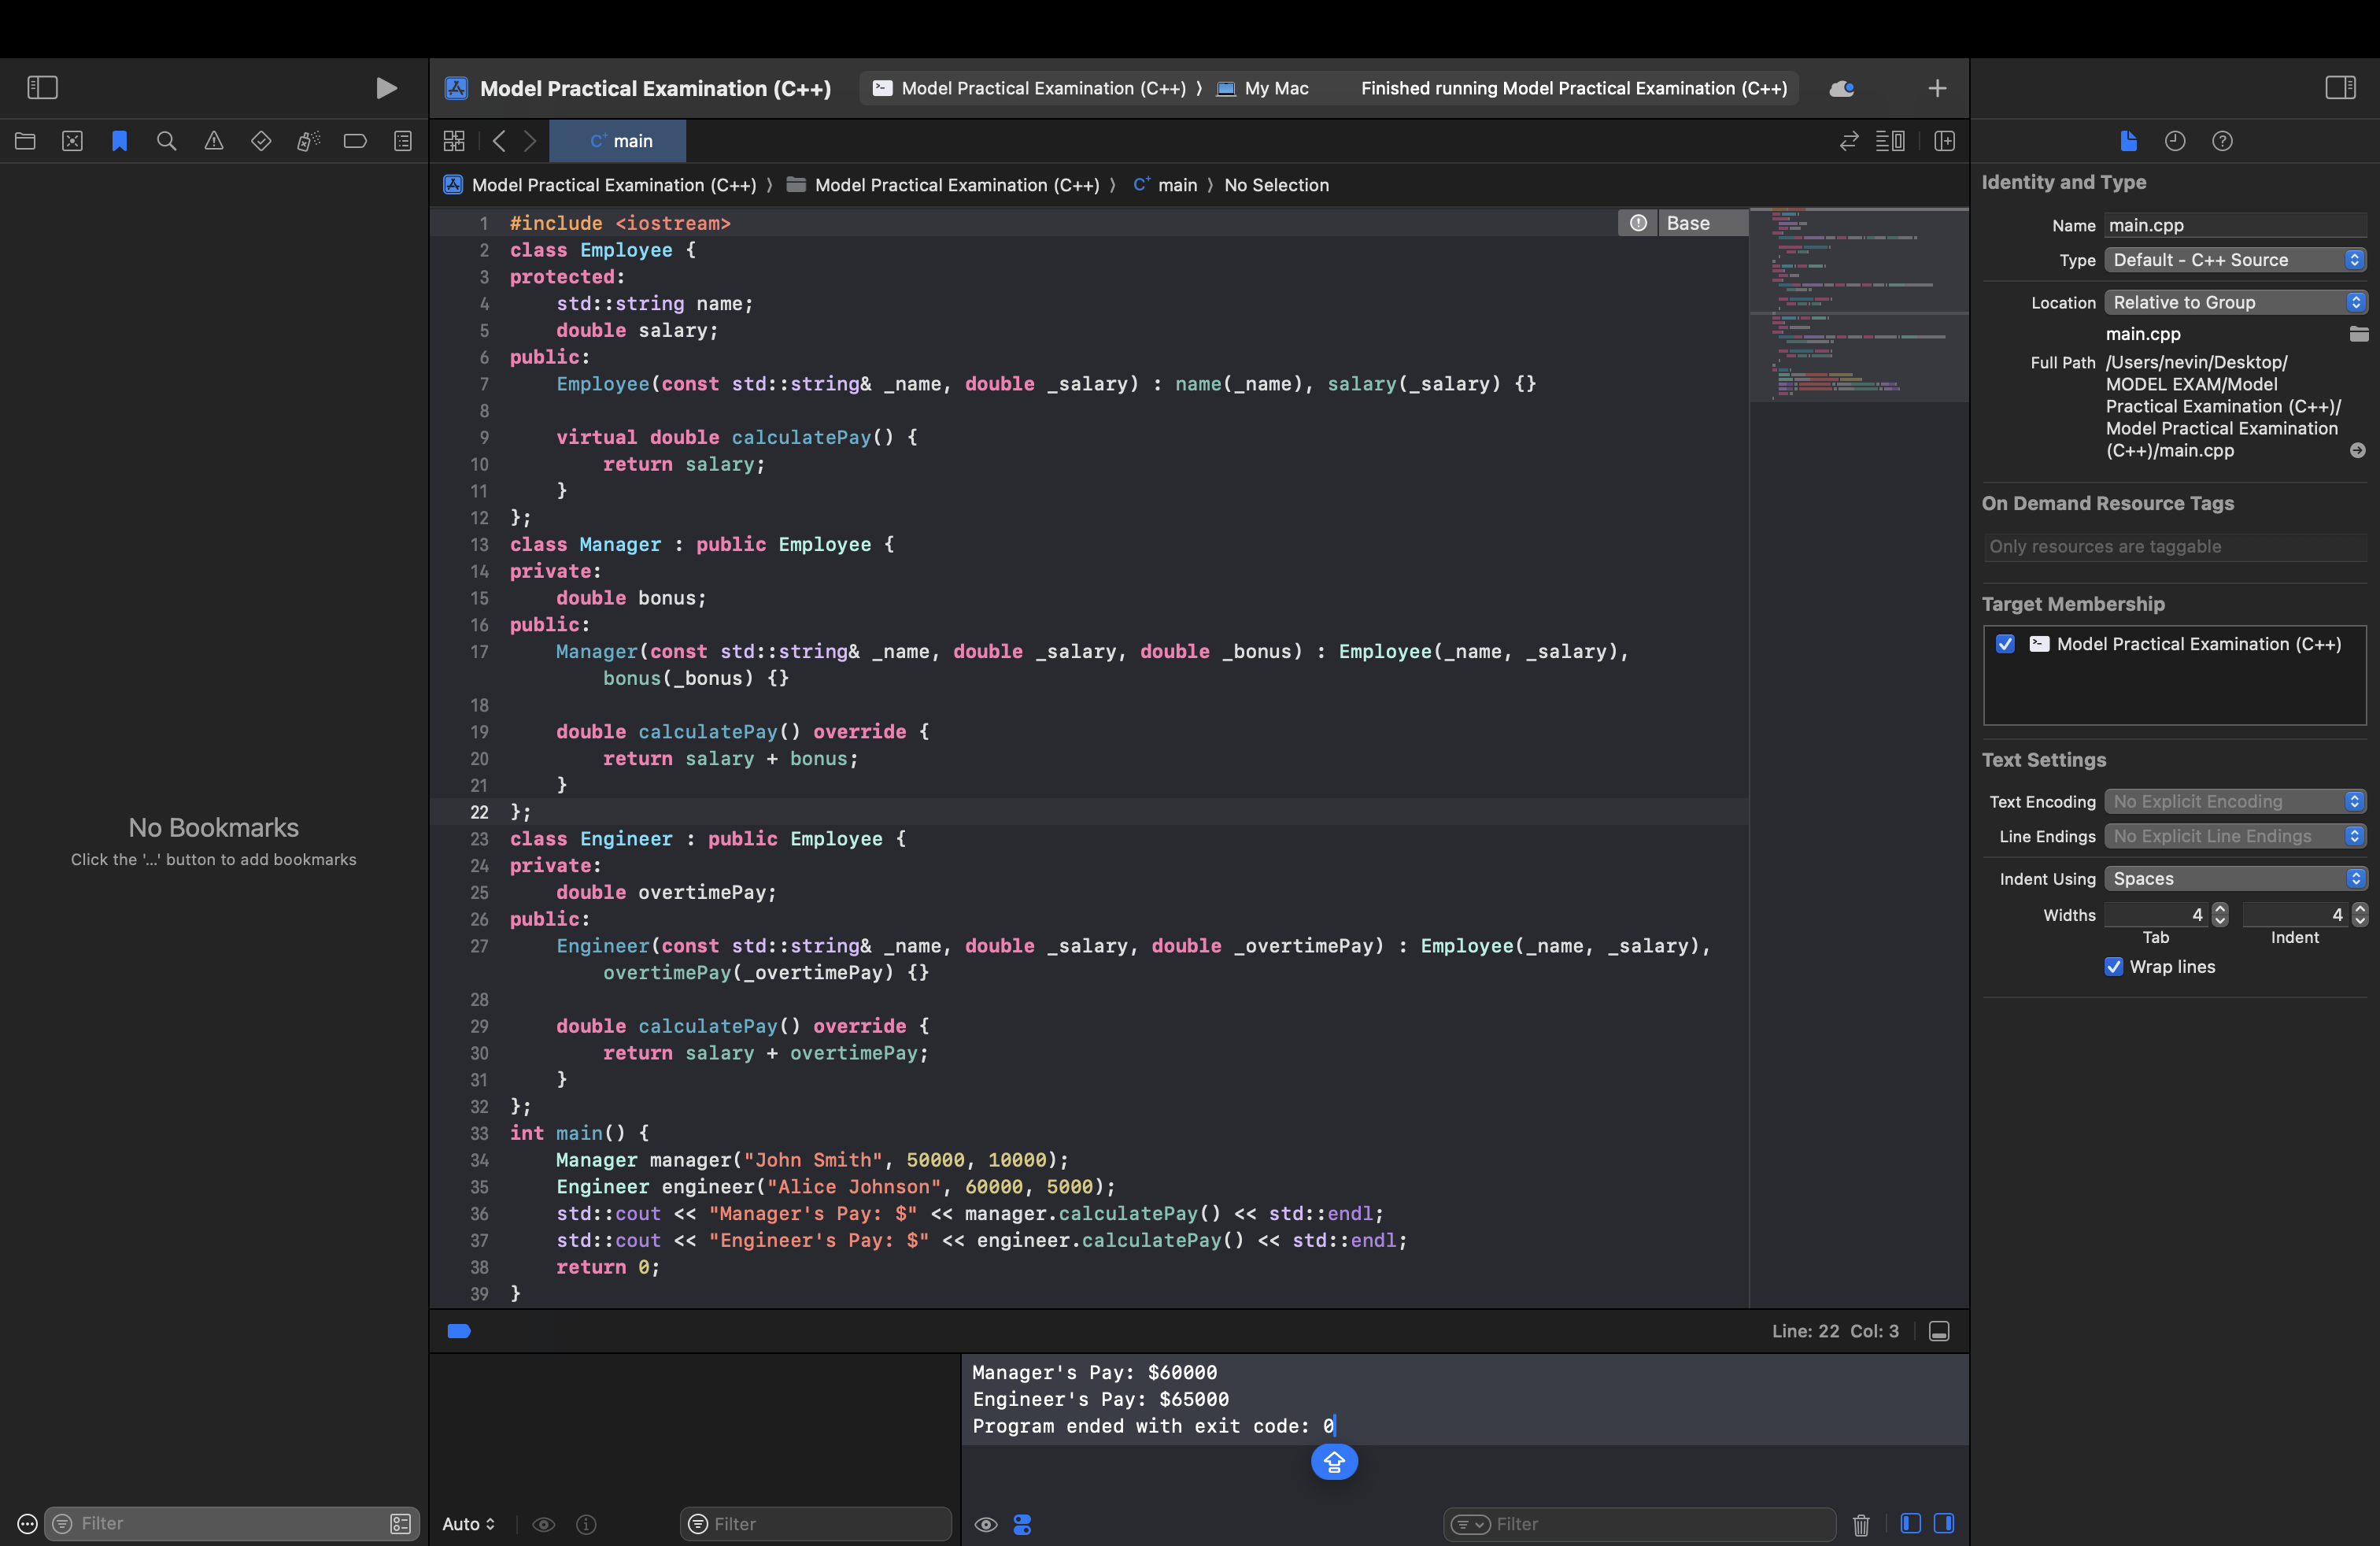 Model Practical Examination (C++)
Model Practical Examination (C++) ⟩ My Mac
Finished running Model Practical Examination (C++)
main
Model Practical Examination (C++) ⟩ Model Practical Examination (C++) ⟩ main ⟩ No Selection
No Bookmarks
Click the '...' button to add bookmarks
Filter
1 #include <iostream>
Base
2 class Employee {
3 protected:
4     std::string name;
5     double salary;
6 public:
7     Employee(const std::string& _name, double _salary) : name(_name), salary(_salary) {}
8
9     virtual double calculatePay() {
10         return salary;
11     }
12 };
13 class Manager : public Employee {
14 private:
15     double bonus;
16 public:
17     Manager(const std::string& _name, double _salary, double _bonus) : Employee(_name, _salary),
        bonus(_bonus) {}
18
19     double calculatePay() override {
20         return salary + bonus;
21     }
22 };
23 class Engineer : public Employee {
24 private:
25     double overtimePay;
26 public:
27     Engineer(const std::string& _name, double _salary, double _overtimePay) : Employee(_name, _salary),
        overtimePay(_overtimePay) {}
28
29     double calculatePay() override {
30         return salary + overtimePay;
31     }
32 };
33 int main() {
34     Manager manager("John Smith", 50000, 10000);
35     Engineer engineer("Alice Johnson", 60000, 5000);
36     std::cout << "Manager's Pay: $" << manager.calculatePay() << std::endl;
37     std::cout << "Engineer's Pay: $" << engineer.calculatePay() << std::endl;
38     return 0;
39 }
Line: 22 Col: 3
Manager's Pay: $60000
Engineer's Pay: $65000
Program ended with exit code: 0
Auto
Filter
Filter
Identity and Type
Name main.cpp
Type Default - C++ Source
Location Relative to Group
main.cpp
Full Path /Users/nevin/Desktop/
MODEL EXAM/Model
Practical Examination (C++)/
Model Practical Examination
(C++)/main.cpp
On Demand Resource Tags
Only resources are taggable
Target Membership
Model Practical Examination (C++)
Text Settings
Text Encoding No Explicit Encoding
Line Endings No Explicit Line Endings
Indent Using Spaces
Widths 4 4
Tab Indent
Wrap lines